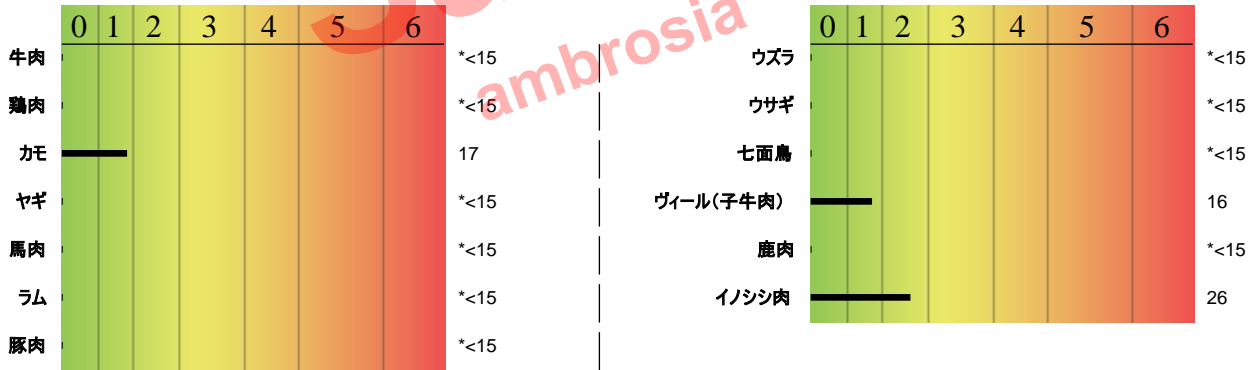 0 1 2 3 4 5 6
牛肉 *<15
鶏肉 *<15
カモ 17
ヤギ *<15
馬肉 *<15
ラム *<15
豚肉 *<15
0 1 2 3 4 5 6
ウズラ *<15
ウサギ *<15
七面鳥 *<15
ヴィール(子牛肉) 16
鹿肉 *<15
イノシシ肉 26
ambrosia